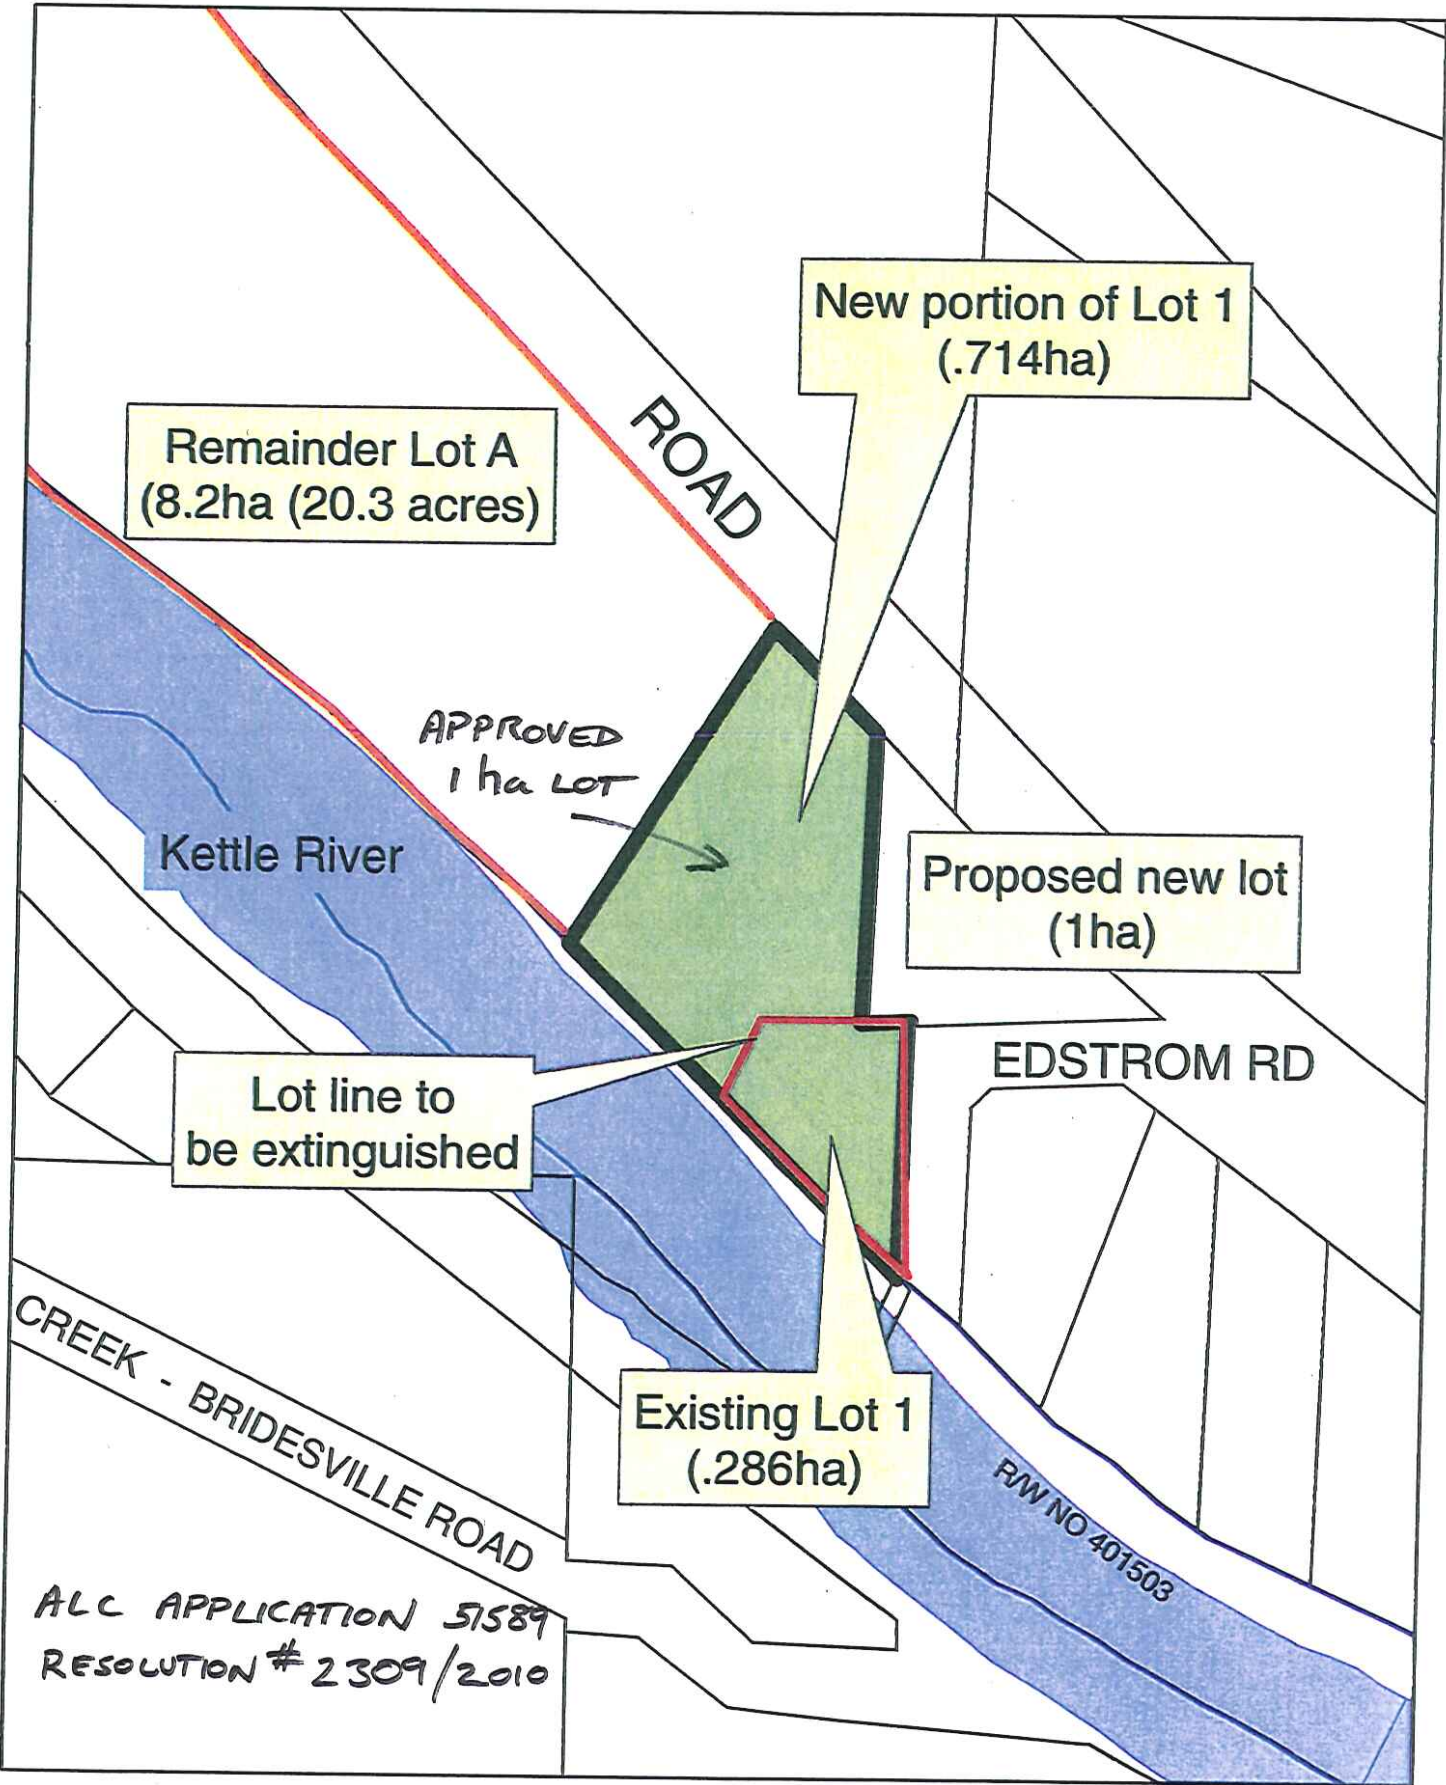 New portion of Lot 1
(.714ha)
ROAD
Remainder Lot A
(8.2ha (20.3 acres)
APPROVED
1 ha LOT
Kettle River
Proposed new lot
(1ha)
EDSTROM RD
Lot line to
be extinguished
CREEK - BRIDESVILLE ROAD
Existing Lot 1
(.286ha)
R/W NO 401503
ALC APPLICATION 51589
RESOLUTION # 2309/2010